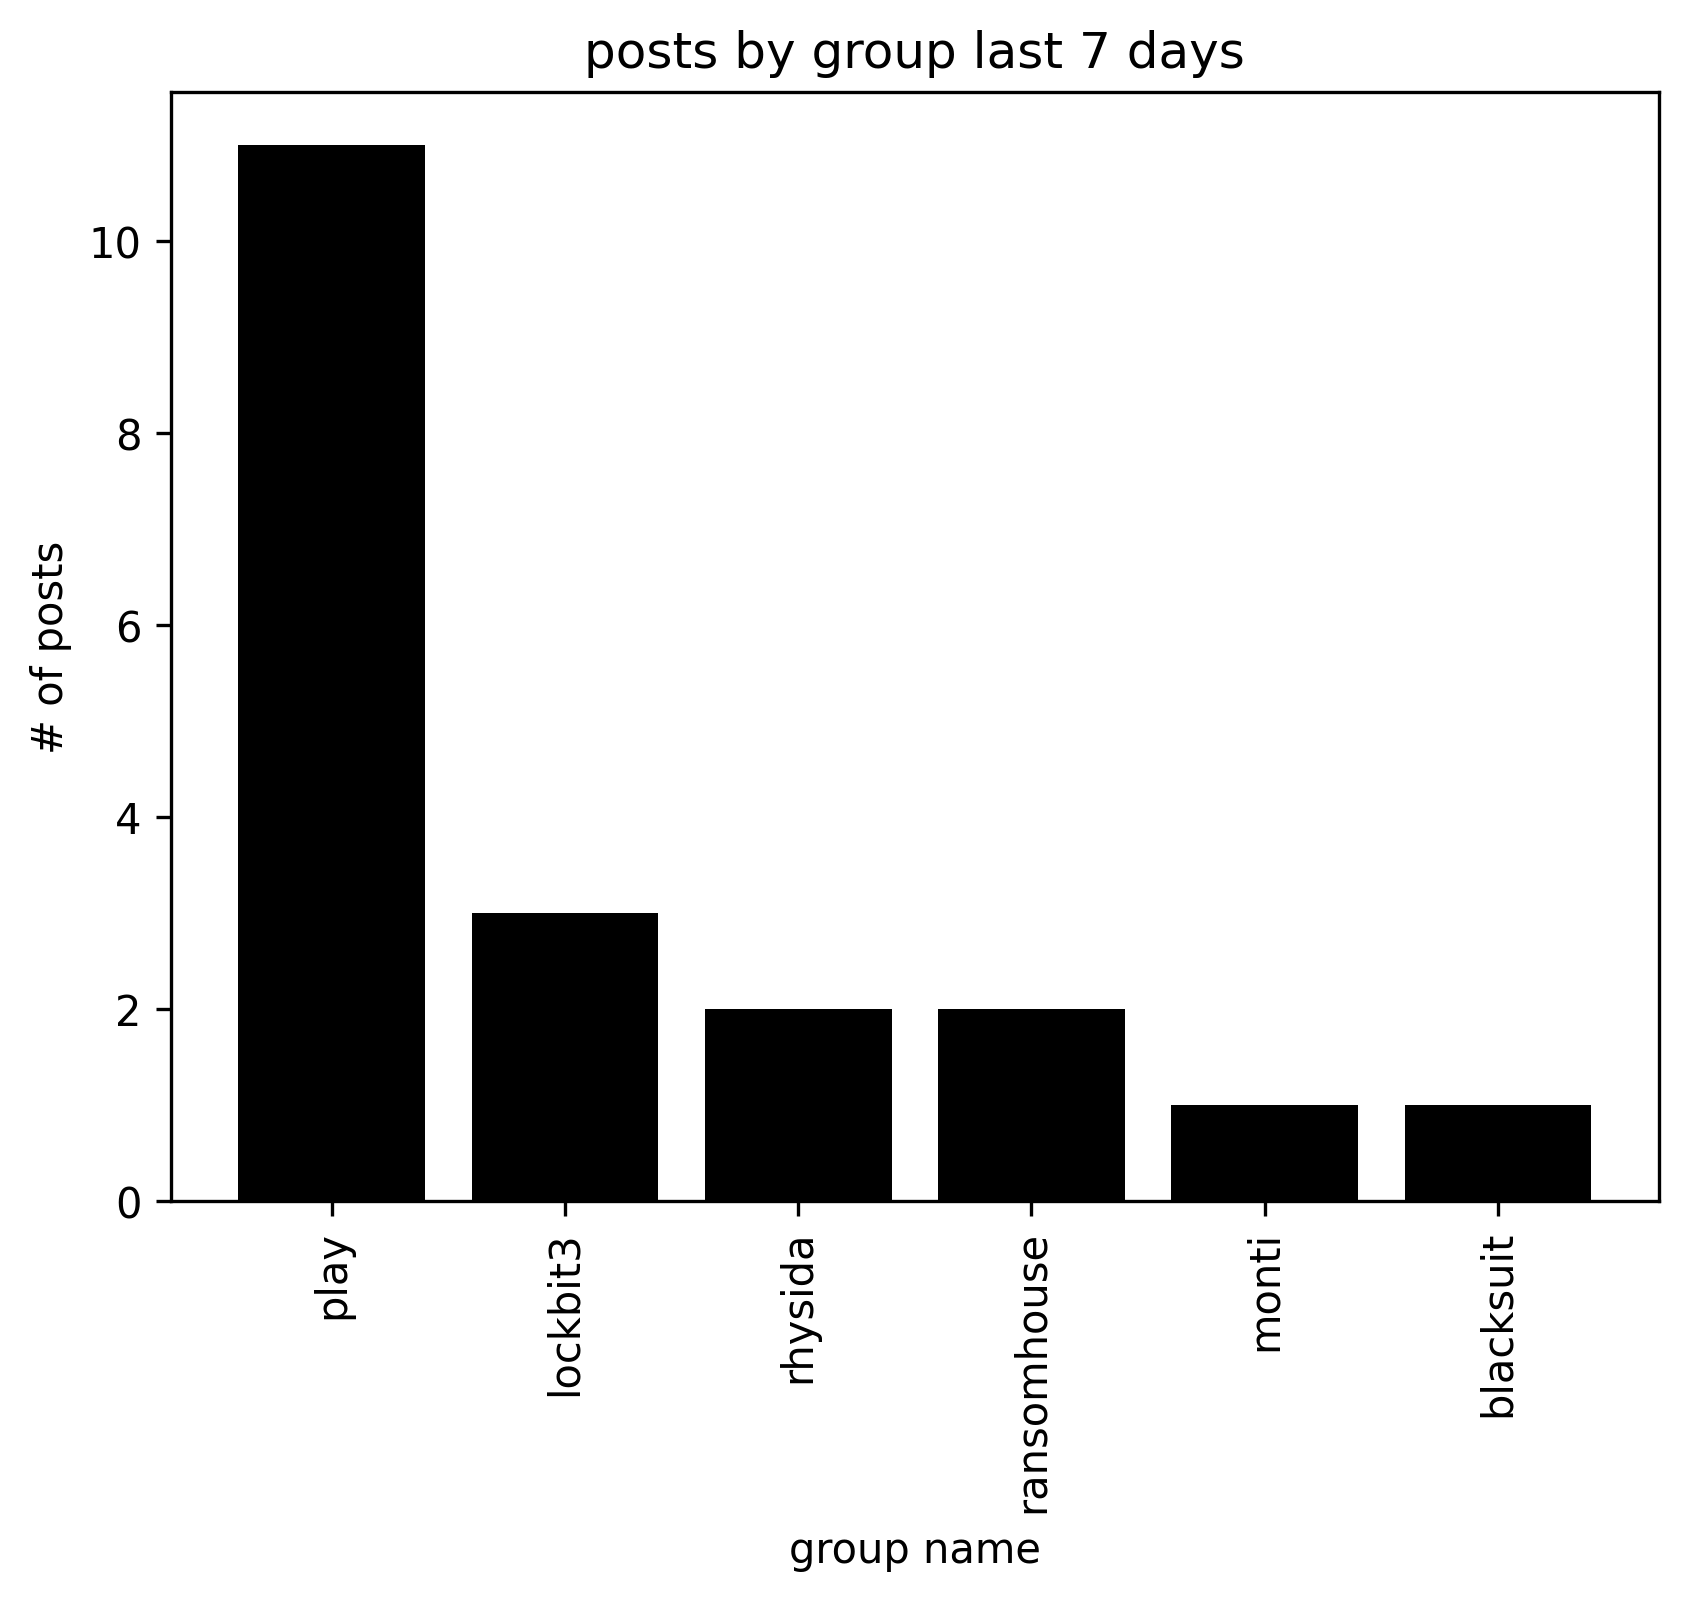 posts by group last 7 days
# of posts
10
8
6
4
2
0
play
lockbit3
rhysida
ransomhouse
monti
blacksuit
group name